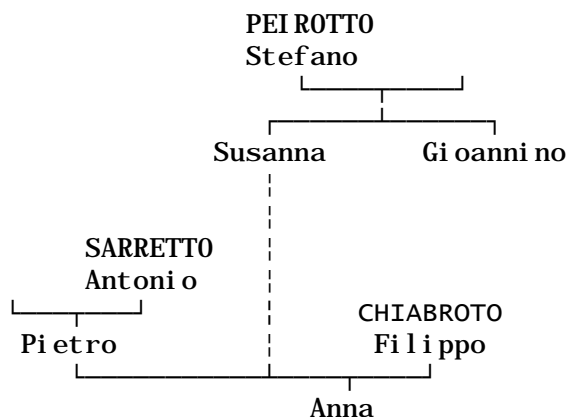 PEIROTTO
Stefano
Susanna Gioannino
SARRETTO
Antonio
CHIABROTO
Pietro Filippo
Anna